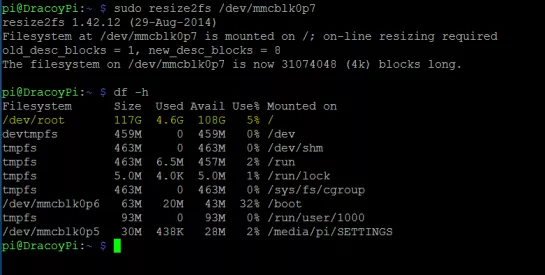 pi@DracoyPi:~ $ sudo resize2fs /dev/mmcblk0p7
resize2fs 1.42.12 (29-Aug-2014)
Filesystem at /dev/mmcblk0p7 is mounted on /; on-line resizing required
old_desc_blocks = 1, new_desc_blocks = 8
The filesystem on /dev/mmcblk0p7 is now 31074048 (4k) blocks long.
pi@DracoyPi:~ $ df -h
Filesystem Size Used Avail Use% Mounted on
/dev/root 117G 4.6G 108G 5% /
devtmpfs 459M 0 459M 0% /dev
tmpfs 463M 0 463M 0% /dev/shm
tmpfs 463M 6.5M 457M 2% /run
tmpfs 5.0M 4.0K 5.0M 1% /run/lock
tmpfs 463M 0 463M 0% /sys/fs/cgroup
/dev/mmcblk0p6 63M 20M 43M 32% /boot
tmpfs 93M 0 93M 0% /run/user/1000
/dev/mmcblk0p5 30M 438K 28M 2% /media/pi/SETTINGS
pi@DracoyPi:~ $